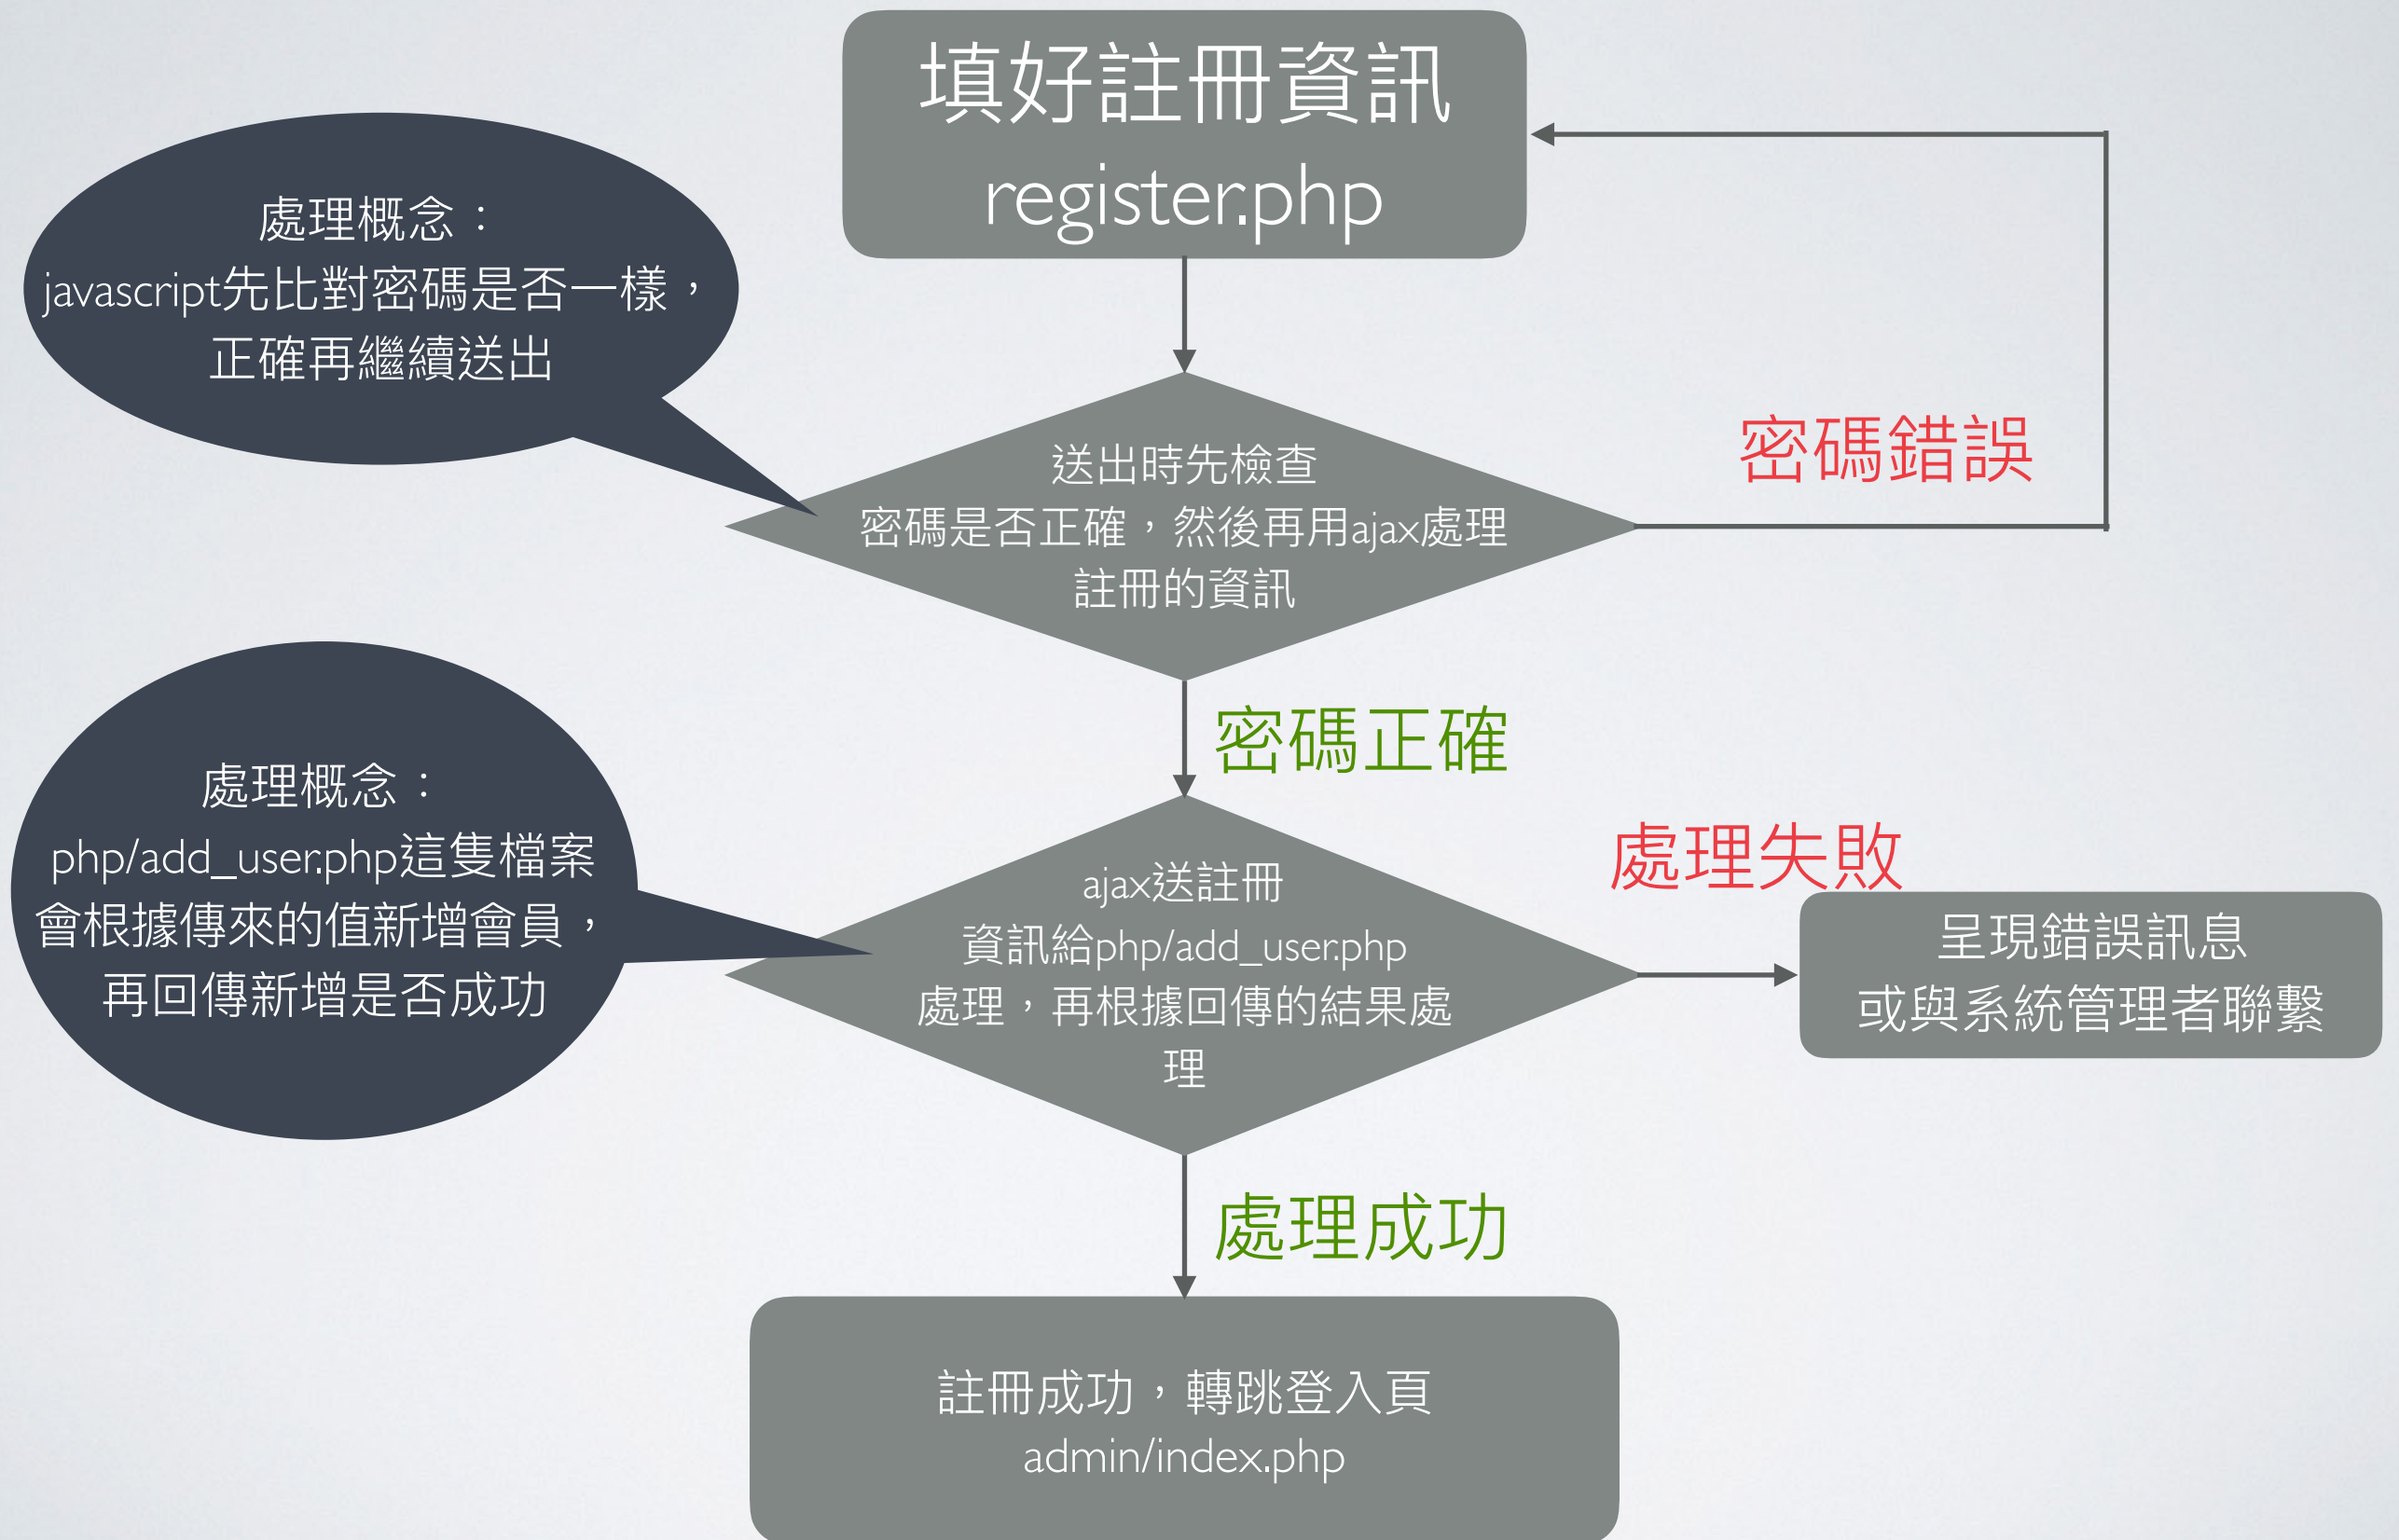 填好註冊資訊
register.php
處理概念：
javascript先比對密碼是否一樣，
正確再繼續送出
送出時先檢查
密碼是否正確，然後再用ajax處理
註冊的資訊
密碼錯誤
密碼正確
處理概念：
php/add_user.php這隻檔案
會根據傳來的值新增會員，
再回傳新增是否成功
ajax送註冊
資訊給php/add_user.php
處理，再根據回傳的結果處
理
處理失敗
呈現錯誤訊息
或與系統管理者聯繫
處理成功
註冊成功，轉跳登入頁
admin/index.php